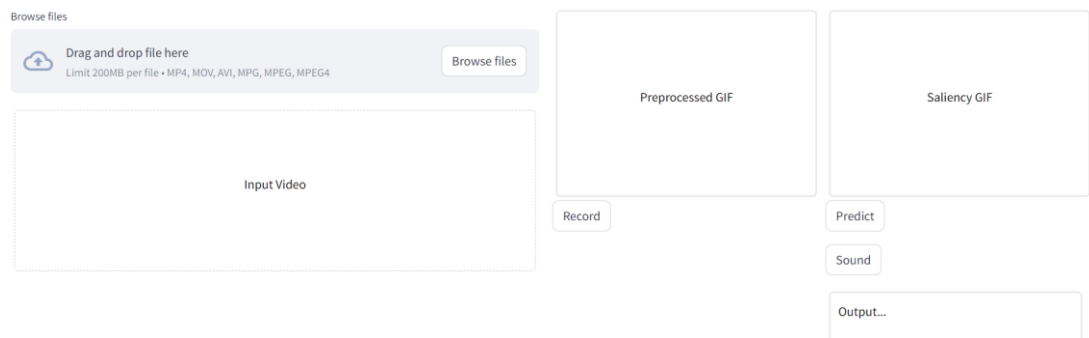 Browse files
Drag and drop file here
Limit 200MB per file • MP4, MOV, AVI, MPG, MPEG, MPEG4
Browse files
Input Video
Preprocessed GIF
Record
Saliency GIF
Predict
Sound
Output...